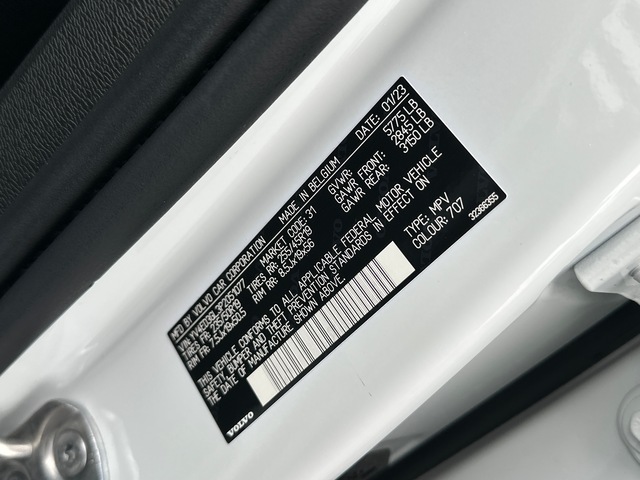 MFD BY VOLVO CAR CORPORATION MADE IN BELGIUM DATE: 01/23
GVWR: 5775 LB
MARKET CODE: 31 GAWR FRONT: 2845 LB
TIRES FR: 235/50R19 TIRES RR: 255/45R19 GAWR REAR: 3150 LB
RIM FR: RIM RR: 8.5Jx19x56
THIS VEHICLE CONFORMS TO ALL APPLICABLE FEDERAL MOTOR VEHICLE
SAFETY, BUMPER AND THEFT PREVENTION STANDARDS IN EFFECT ON
THE DATE OF MANUFACTURE SHOWN ABOVE.
TYPE: MPV
COLOUR: 707
VOLVO 32366365